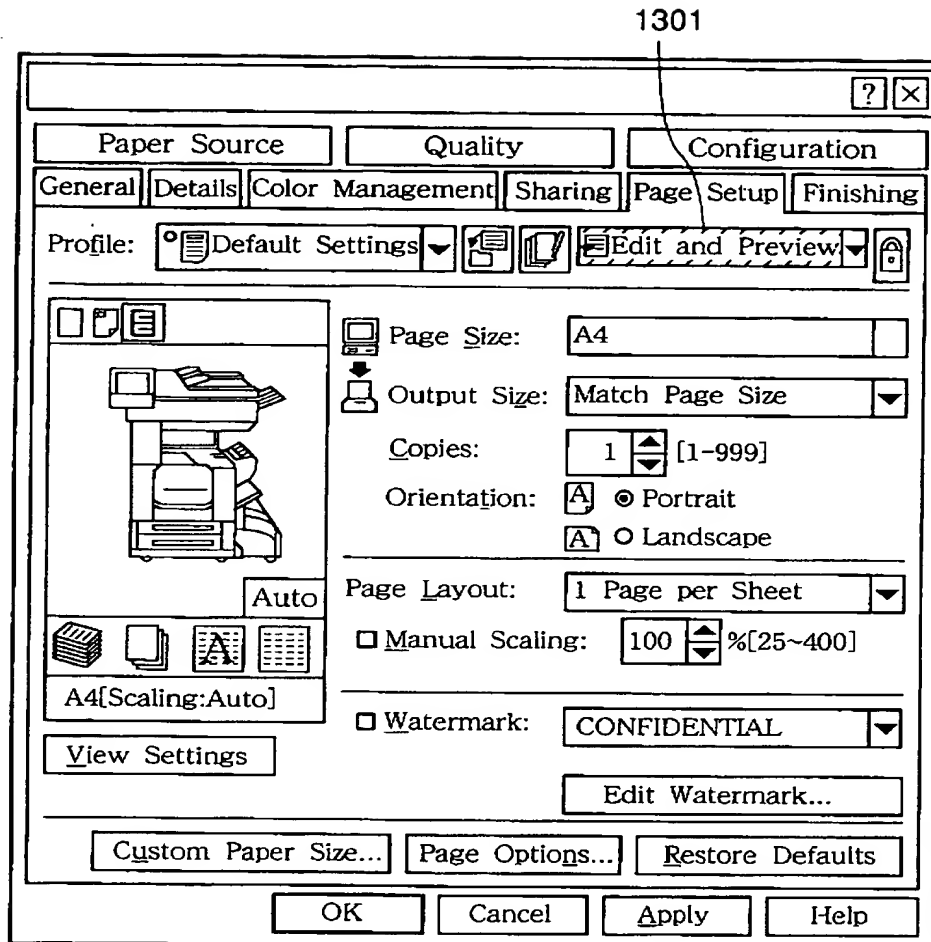 1301
? ×
Paper Source Quality Configuration
General Details Color Management Sharing Page Setup Finishing
Profile: Default Settings Edit and Preview
Page Size: A4
Output Size: Match Page Size
Copies: 1 [1-999]
Orientation: A Portrait
A Landscape
Auto
Page Layout: 1 Page per Sheet
A
Manual Scaling: 100 %[25~400]
A4[Scaling:Auto]
Watermark: CONFIDENTIAL
View Settings
Edit Watermark...
Custom Paper Size... Page Options... Restore Defaults
OK Cancel Apply Help